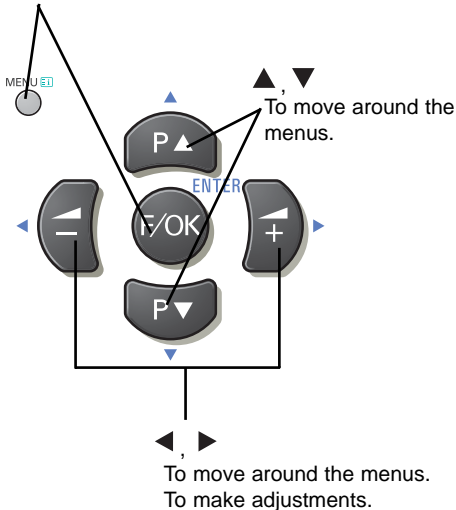 MENU
▲, ▼
To move around the
menus.
P ▲
ENTER
F/OK
−
+
P ▼
◀, ▶
To move around the menus.
To make adjustments.